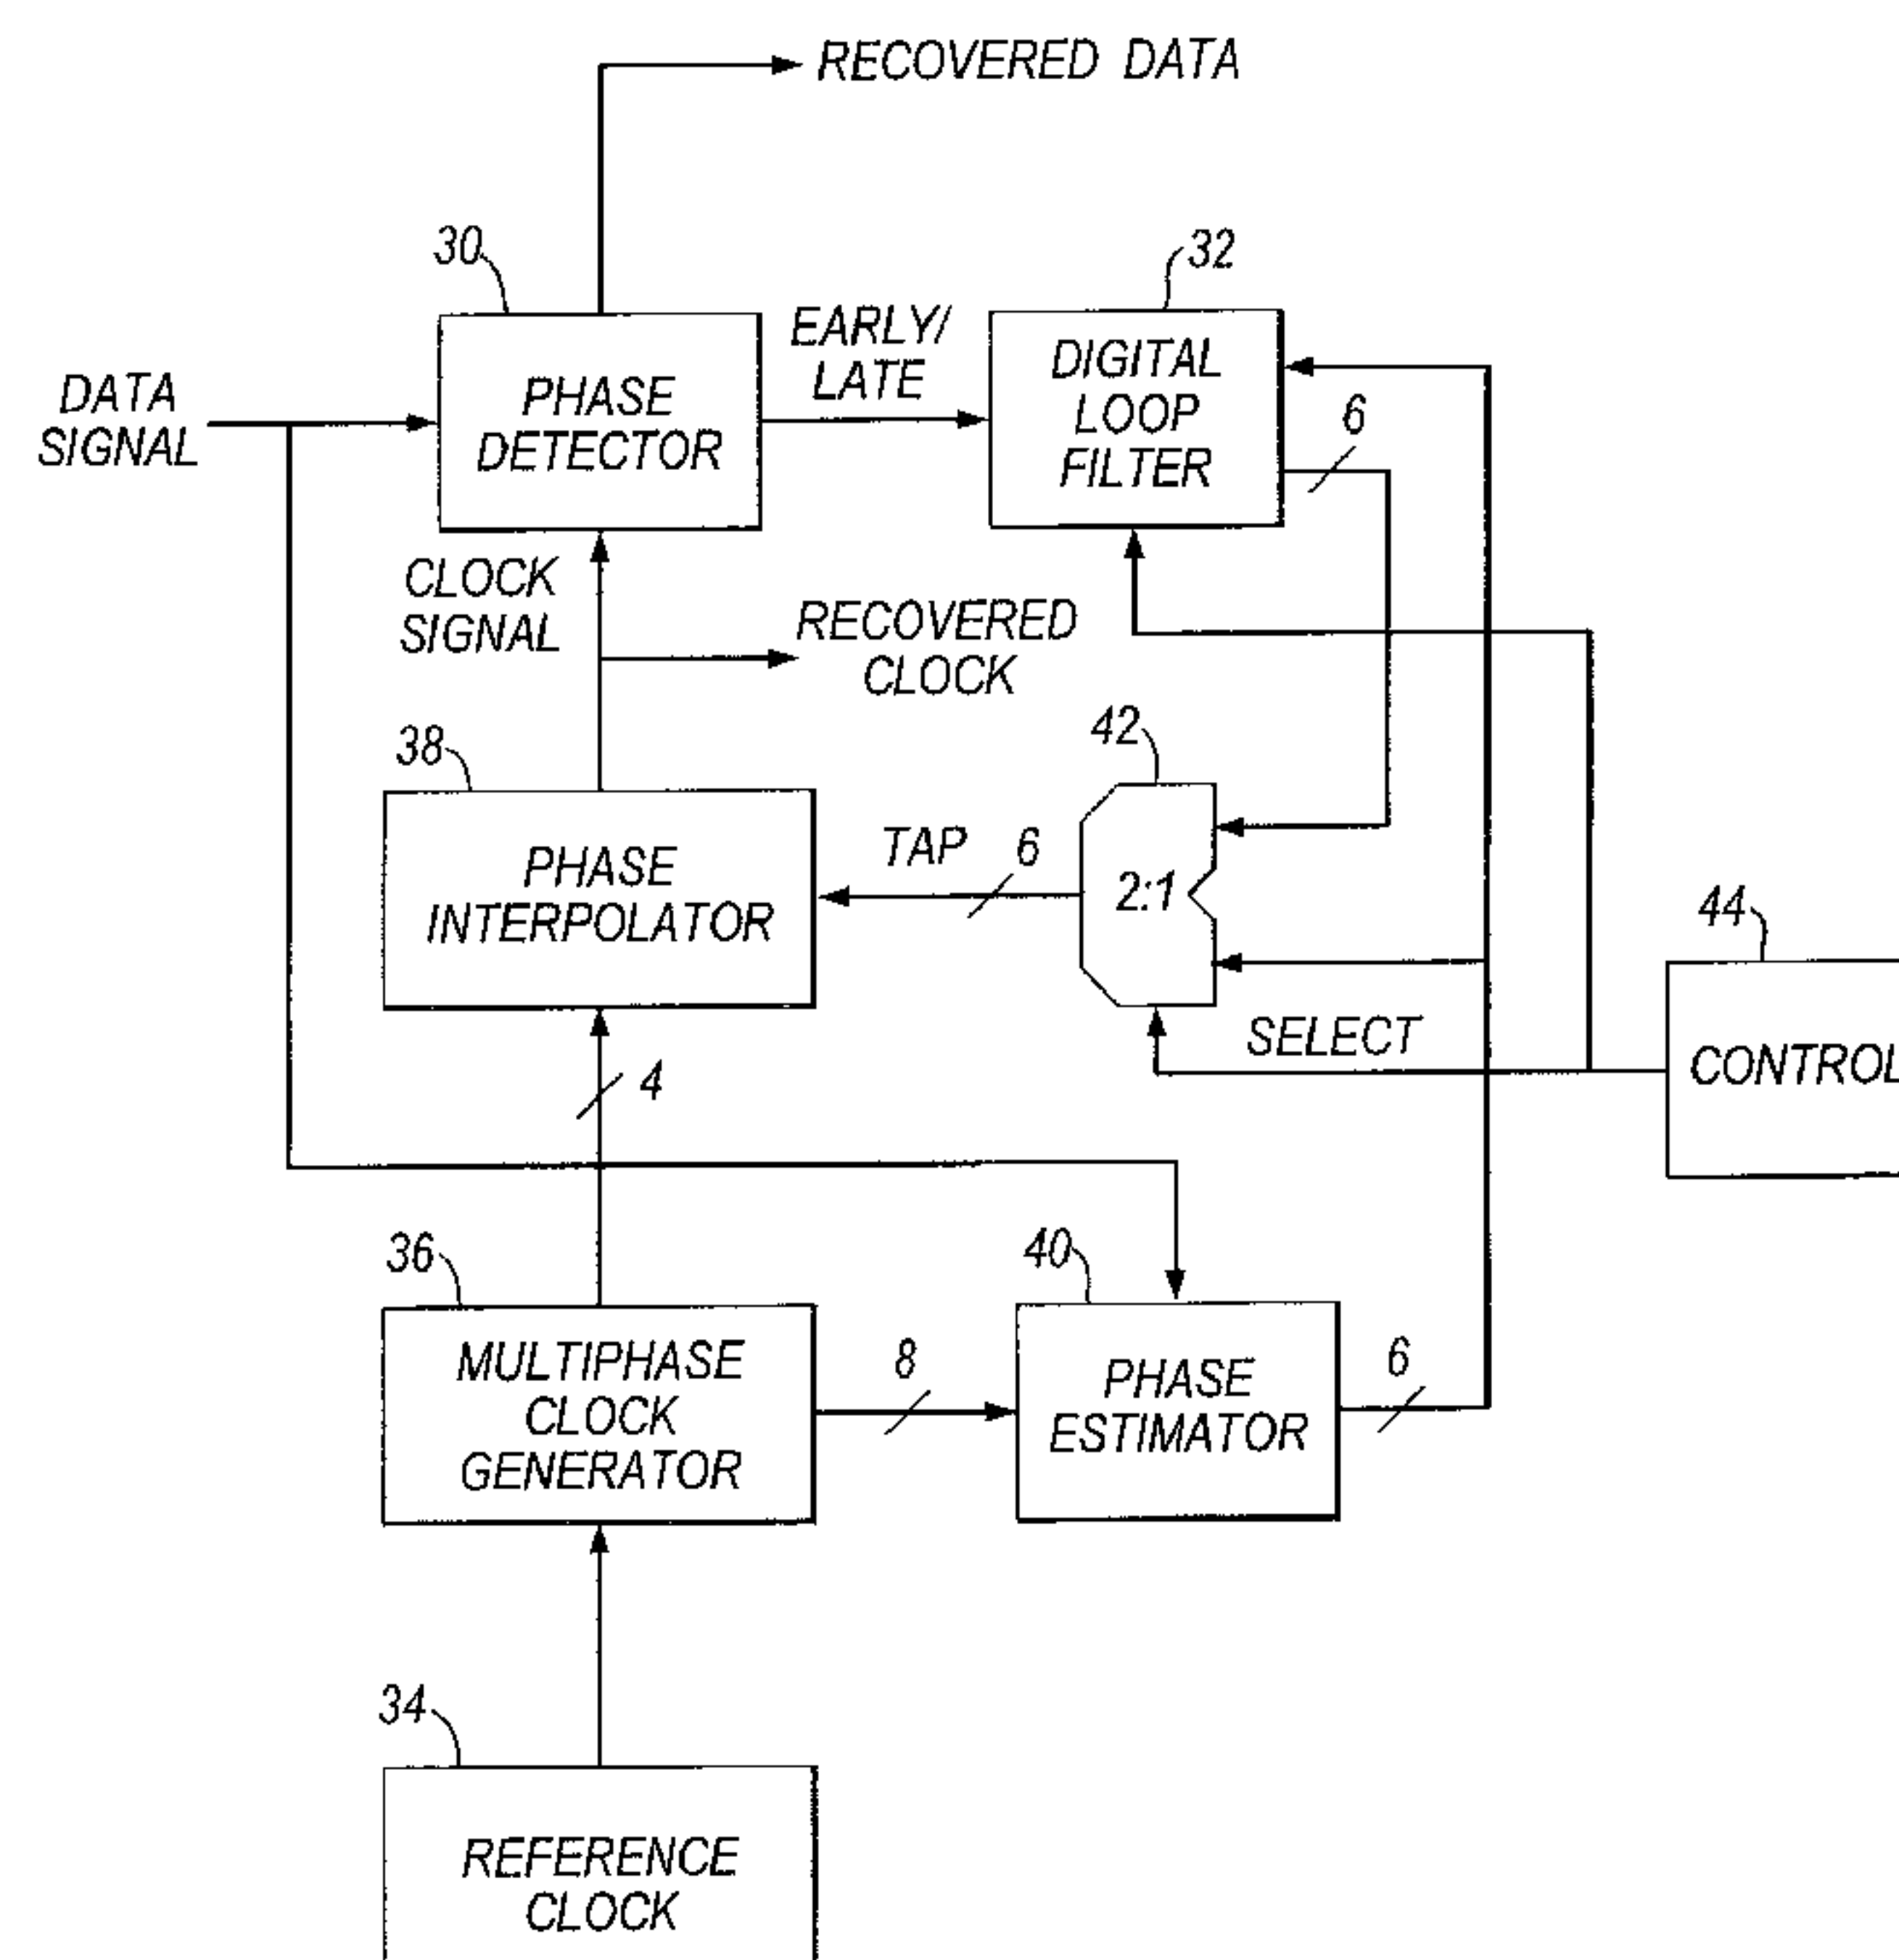 RECOVERED DATA
30
32
EARLY/
LATE
DATA
SIGNAL
PHASE
DETECTOR
DIGITAL
LOOP
FILTER
6
CLOCK
SIGNAL
RECOVERED
CLOCK
38
42
PHASE
INTERPOLATOR
TAP
6
2:1
44
SELECT
CONTROL
4
36
40
MULTIPHASE
CLOCK
GENERATOR
8
PHASE
ESTIMATOR
6
34
REFERENCE
CLOCK